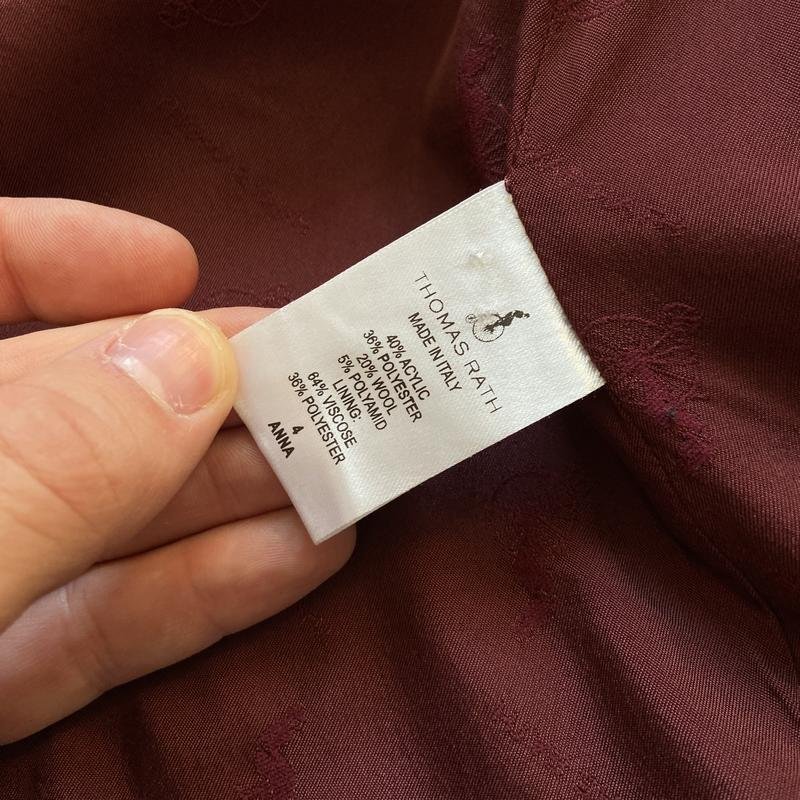 THOMAS RATH
MADE IN ITALY
40% ACYLIC
36% POLYESTER
20% WOOL
5% POLYAMID
LINING:
64% VISCOSE
36% POLYESTER
4
ANNA